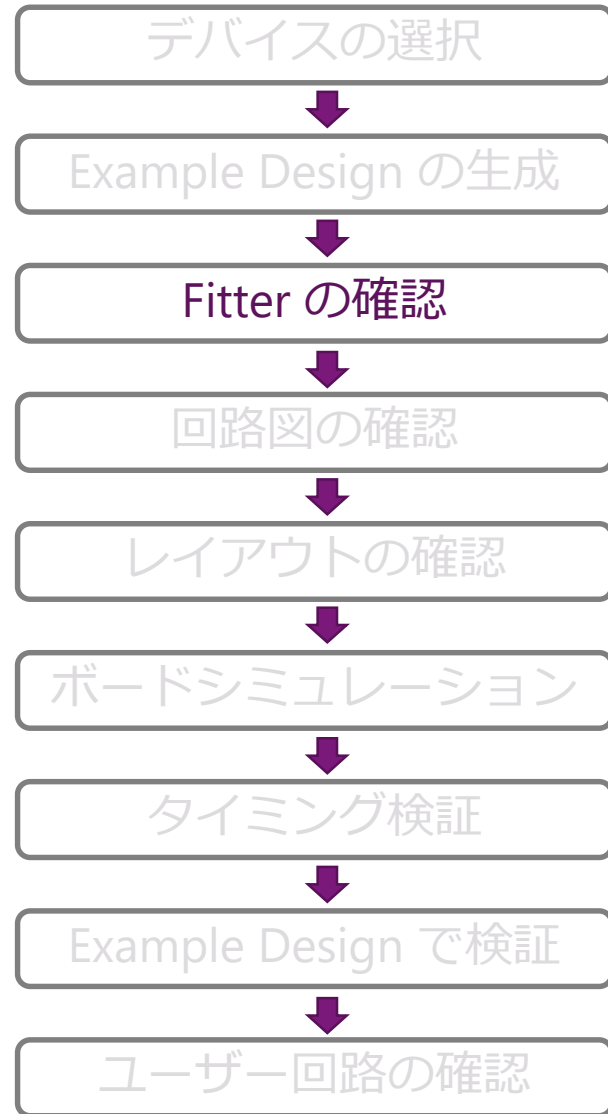 デバイスの選択
Example Design の生成
Fitter の確認
回路図の確認
レイアウトの確認
ボードシミュレーション
タイミング検証
Example Design で検証
ユーザー回路の確認